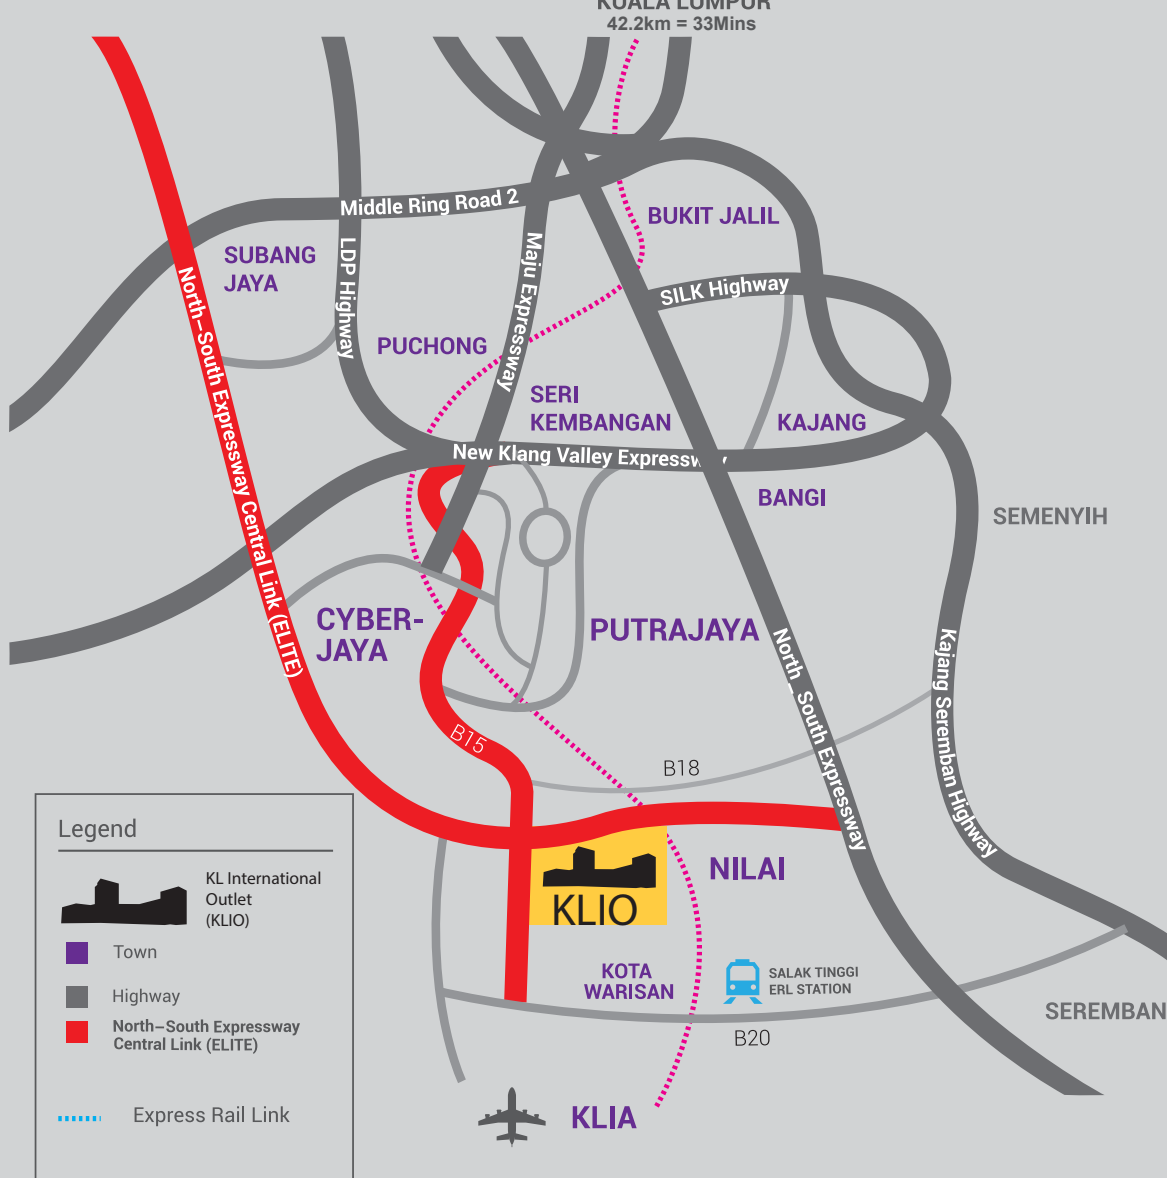 KUALA LUMPUR
42.2km = 33Mins
Middle Ring Road 2
BUKIT JALIL
SUBANG
JAYA
LDP Highway
Maju Expressway
SILK Highway
North–South Expressway Central Link (ELITE)
PUCHONG
SERI
KEMBANGAN
KAJANG
New Klang Valley Expressway
BANGI
SEMENYIH
CYBER-
JAYA
PUTRAJAYA
North_South Expressway
Kajang Seremban Highway
B15
B18
NILAI
KLIO
KOTA
WARISAN
SALAK TINGGI
ERL STATION
SEREMBAN
B20
KLIA
Legend
KL International
Outlet
(KLIO)
Town
Highway
North–South Expressway
Central Link (ELITE)
Express Rail Link